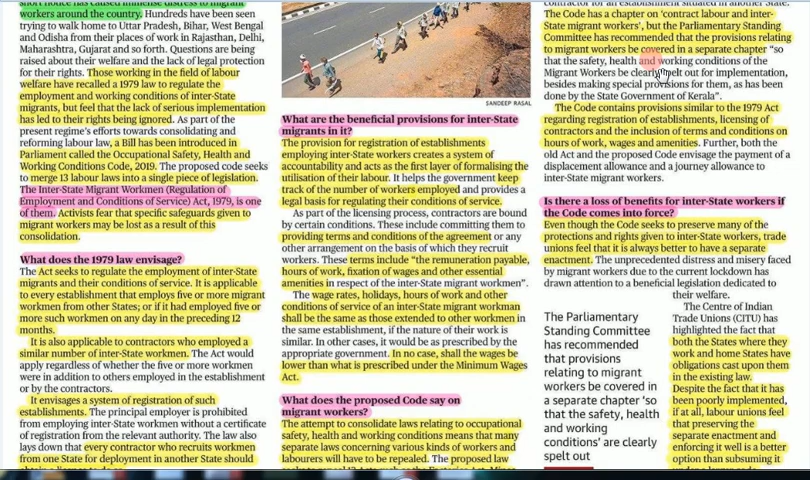 short notice has caused immense distress to migrant
workers around the country. Hundreds have been
seen trying to walk home to Uttar Pradesh, Bihar, West Bengal
and Odisha from their places of work in Rajasthan, Delhi,
Maharashtra, Gujarat and so forth. Questions are being
raised about their welfare and the lack of legal protection
for their rights. Those working in the field of labour
welfare have recalled a 1979 law to regulate the
employment and working conditions of inter-State
migrants, but feel that the lack of serious implementation
has led to their rights being ignored. As part of the
present regime's efforts towards consolidating and
reforming labour law, a Bill has been introduced in
Parliament called the Occupational Safety, Health and
Working Conditions Code, 2019. The proposed code seeks
to merge 13 labour laws into a single piece of legislation.
The Inter-State Migrant Workmen (Regulation of
Employment and Conditions of Service) Act, 1979, is one
of them. Activists fear that specific safeguards given to
migrant workers may be lost as a result of this
consolidation.
What does the 1979 law envisage?
The Act seeks to regulate the employment of inter-State
migrants and their conditions of service. It is applicable
to every establishment that employs five or more migrant
workmen from other States; or if it had employed five or
more such workmen on any day in the preceding 12
months.
It is also applicable to contractors who employed a
similar number of inter-State workmen. The Act would
apply regardless of whether the five or more workmen
were in addition to others employed in the establishment
or by the contractors.
It envisages a system of registration of such
establishments. The principal employer is prohibited
from employing inter-State workmen without a certificate
of registration from the relevant authority. The law also
lays down that every contractor who recruits workmen
from one State for deployment in another State should
obtain a licence to do so.
SANDEEP RASAL
What are the beneficial provisions for inter-State
migrants in it?
The provision for registration of establishments
employing inter-State workers creates a system of
accountability and acts as the first layer of formalising the
utilisation of their labour. It helps the government keep
track of the number of workers employed and provides a
legal basis for regulating their conditions of service.
As part of the licensing process, contractors are bound
by certain conditions. These include committing them to
providing terms and conditions of the agreement or any
other arrangement on the basis of which they recruit
workers. These terms include “the remuneration payable,
hours of work, fixation of wages and other essential
amenities in respect of the inter-State migrant workmen”.
The wage rates, holidays, hours of work and other
conditions of service of an inter-State migrant workman
shall be the same as those extended to other workmen in
the same establishment, if the nature of their work is
similar. In other cases, it would be as prescribed by the
appropriate government. In no case, shall the wages be
lower than what is prescribed under the Minimum Wages
Act.
What does the proposed Code say on
migrant workers?
The attempt to consolidate laws relating to occupational
safety, health and working conditions means that many
separate laws concerning various kinds of workers and
labourers will have to be repealed. The proposed law
contractor for an establishment situated in another State.
The Code has a chapter on ‘contract labour and inter-
State migrant workers’, but the Parliamentary Standing
Committee has recommended that the provisions relating
to migrant workers be covered in a separate chapter “so
that the safety, health and working conditions of the
Migrant Workers be clearly spelt out for implementation,
besides making special provisions for them, as has been
done by the State Government of Kerala”.
The Code contains provisions similar to the 1979 Act
regarding registration of establishments, licensing of
contractors and the inclusion of terms and conditions on
hours of work, wages and amenities. Further, both the
old Act and the proposed Code envisage the payment of a
displacement allowance and a journey allowance to
inter-State migrant workers.
Is there a loss of benefits for inter-State workers if
the Code comes into force?
Even though the Code seeks to preserve many of the
protections and rights given to inter-State workers, trade
unions feel that it is always better to have a separate
enactment. The unprecedented distress and misery faced
by migrant workers due to the current lockdown has
drawn attention to a beneficial legislation dedicated to
their welfare.
The Centre of Indian
Trade Unions (CITU) has
highlighted the fact that
both the States where they
work and home States have
obligations cast upon them
in the existing law.
Despite the fact that it has
been poorly implemented,
if at all, labour unions feel
that preserving the
separate enactment and
enforcing it well is a better
option than subsuming it
The Parliamentary
Standing Committee
has recommended
that provisions
relating to migrant
workers be covered in
a separate chapter ‘so
that the safety, health
and working
conditions’ are clearly
spelt out